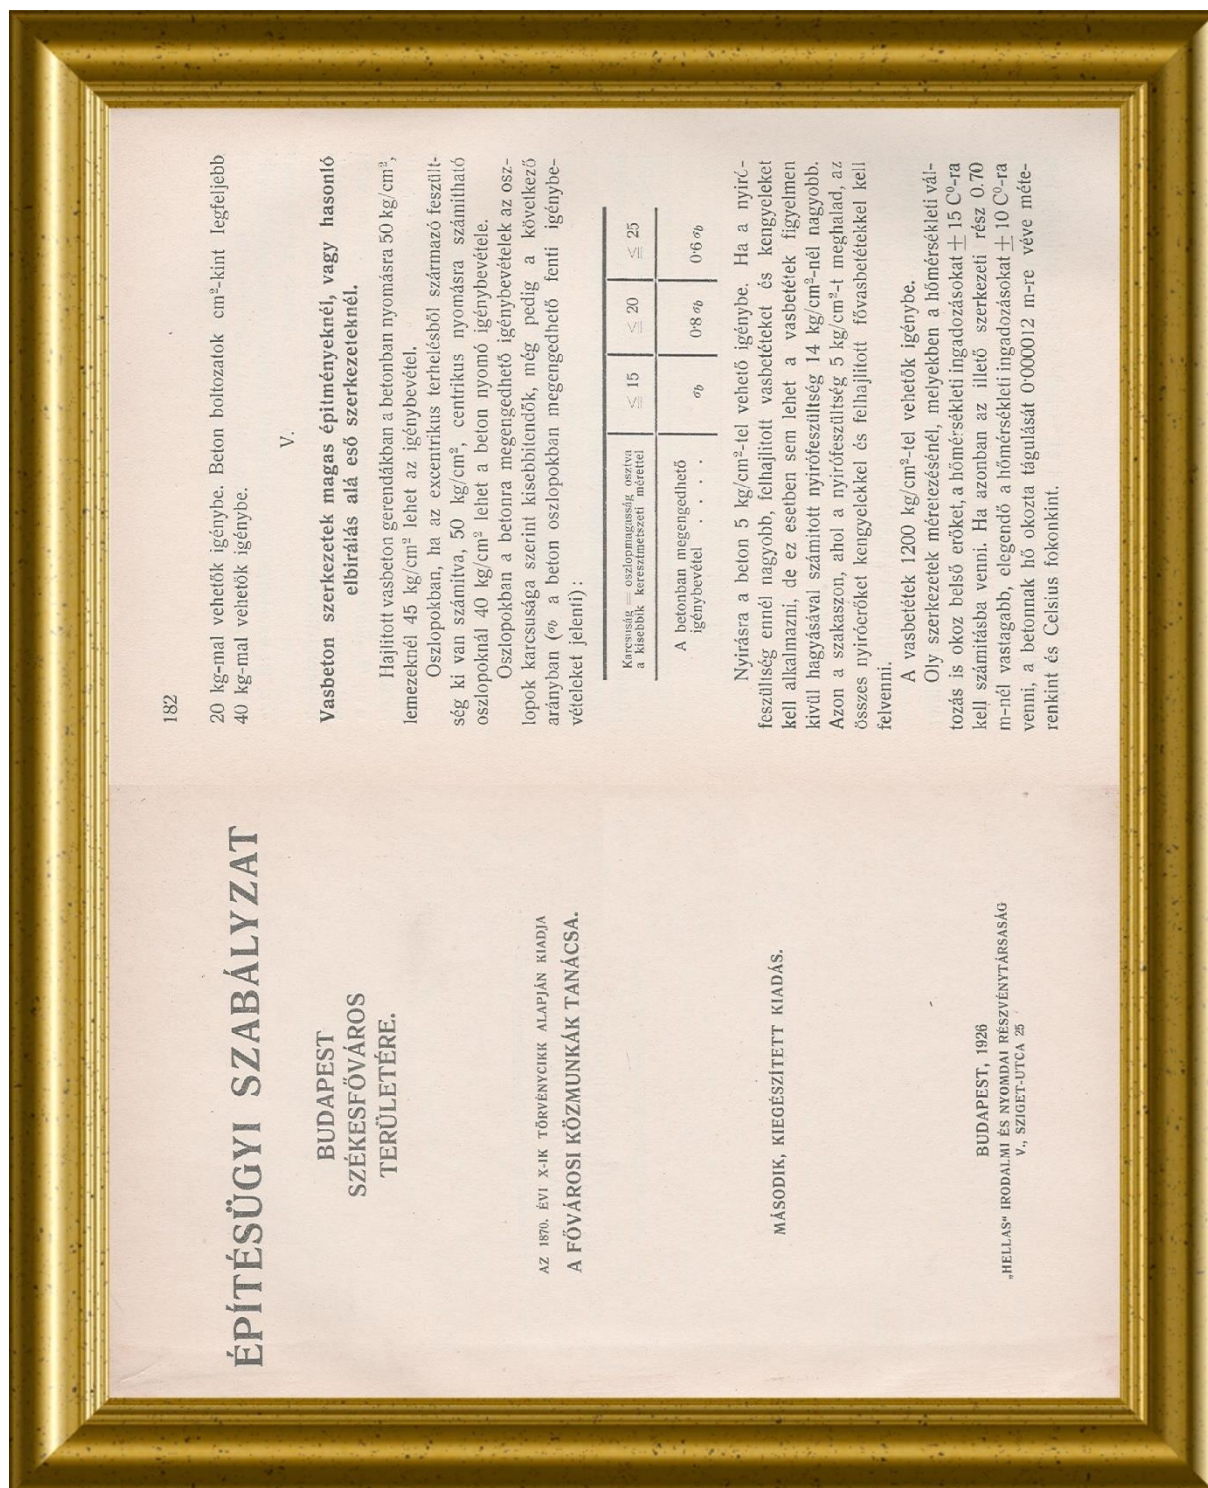 ÉPÍTÉSÜGYI SZABÁLYZAT
BUDAPEST
SZÉKESFŐVÁROS
TERÜLETÉRE.
AZ 1870. ÉVI X-IK TÖRVÉNYCIKK ALAPJÁN KIADJA
A FŐVÁROSI KÖZMUNKÁK TANÁCSA.
MÁSODIK, KIEGÉSZÍTETT KIADÁS.
BUDAPEST, 1926
„HELLAS“ IRODALMI ÉS NYOMDAI RÉSZVÉNYTÁRSASÁG
V., SZIGET-UTCA 25
182
20 kg-mal vehetők igénybe. Beton boltozatok cm²-kint legfeljebb
40 kg-mal vehetők igénybe.
V.
Vasbeton szerkezetek magas építményeknél, vagy hasonló
elbírálás alá eső szerkezeteknél.
Hajlított vasbeton gerendákban a betonban nyomásra 50 kg/cm²,
lemezeknél 45 kg/cm² lehet az igénybevétel.
Oszlopokban, ha az excentrikus terhelésből származó feszült-
ség ki van számítva, 50 kg/cm², centrikus nyomásra számítható
oszlopoknál 40 kg/cm² lehet a beton nyomó igénybevétele.
Oszlopokban a betonra megengedhető igénybevételek az osz-
lopok karcsusága szerint kisebbitendők, még pedig a következő
arányban (σb a beton oszlopokban megengedhető fenti igénybe-
vételeket jelenti) :
Karcsuság = oszlopmagasság osztva
a kisebbik keresztmetszeti mérettel
≦ 15
≦ 20
≦ 25
A betonban megengedhető
igénybevétel . . . .
σb
0·8 σb
0·6 σb
Nyirásra a beton 5 kg/cm²-tel vehető igénybe. Ha a nyiró-
feszültség ennél nagyobb, felhajlított vasbetéteket és kengyeleket
kell alkalmazni, de ez esetben sem lehet a vasbetétek figyelmen
kivül hagyásával számított nyirófeszültség 14 kg/cm²-nél nagyobb.
Azon a szakaszon, ahol a nyirófeszültség 5 kg/cm²-t meghalad, az
összes nyiróerőket kengyelekkel és felhajlított fővasbetétekkel kell
felvenni.
A vasbetétek 1200 kg/cm²-tel vehetők igénybe.
Oly szerkezetek méretezésénél, melyekben a hőmérsékleti vál-
tozás is okoz belső erőket, a hőmérsékleti ingadozásokat ± 15 C⁰-ra
kell számításba venni. Ha azonban az illető szerkezeti rész 0.70
m-nél vastagabb, elegendő a hőmérsékleti ingadozásokat ± 10 C⁰-ra
venni, a betonnak hő okozta tágulását 0·000012 m-re véve méte-
renkint és Celsius fokonkint.